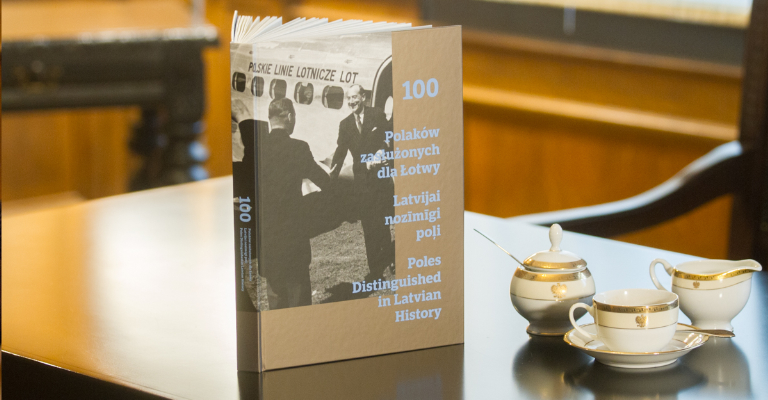 POLSKIE LINIE LOTNICZE LOT
100
Polaków
zasłużonych
dla Łotwy
Latvijai
nozīmīgi
poļi
Poles
Distinguished
in Latvian
History
100